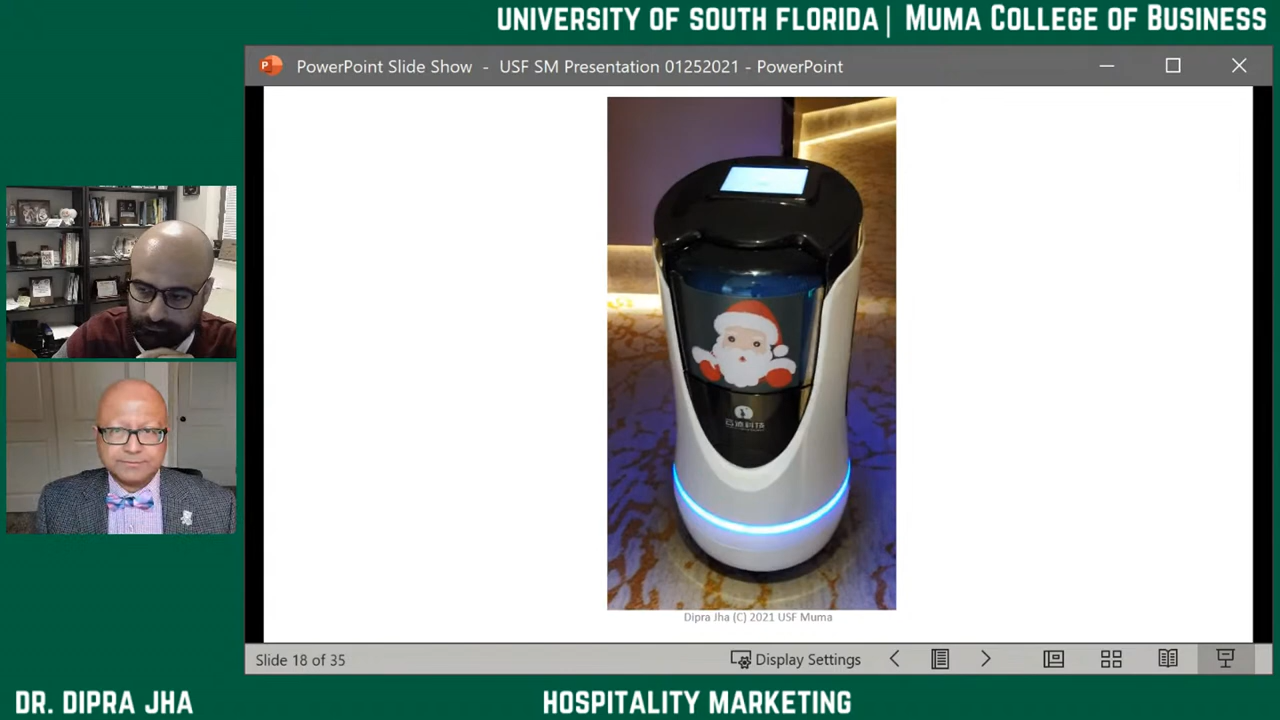 UNIVERSITY OF SOUTH FLORIDA| MUMA COLLEGE OF BUSINESS
PowerPoint Slide Show - USF SM Presentation 01252021 - PowerPoint
Dipra Jha (C) 2021 USF Muma
Slide 18 of 35
Display Settings
DR. DIPRA JHA
HOSPITALITY MARKETING